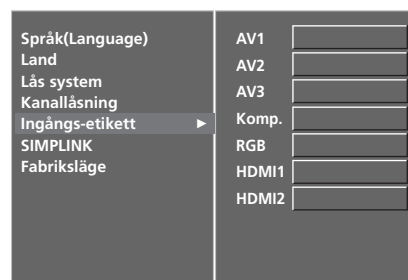 Språk(Language)
Land
Lås system
Kanallåsning
Ingångs-etikett ►
SIMPLINK
Fabriksläge
AV1
AV2
AV3
Komp.
RGB
HDMI1
HDMI2